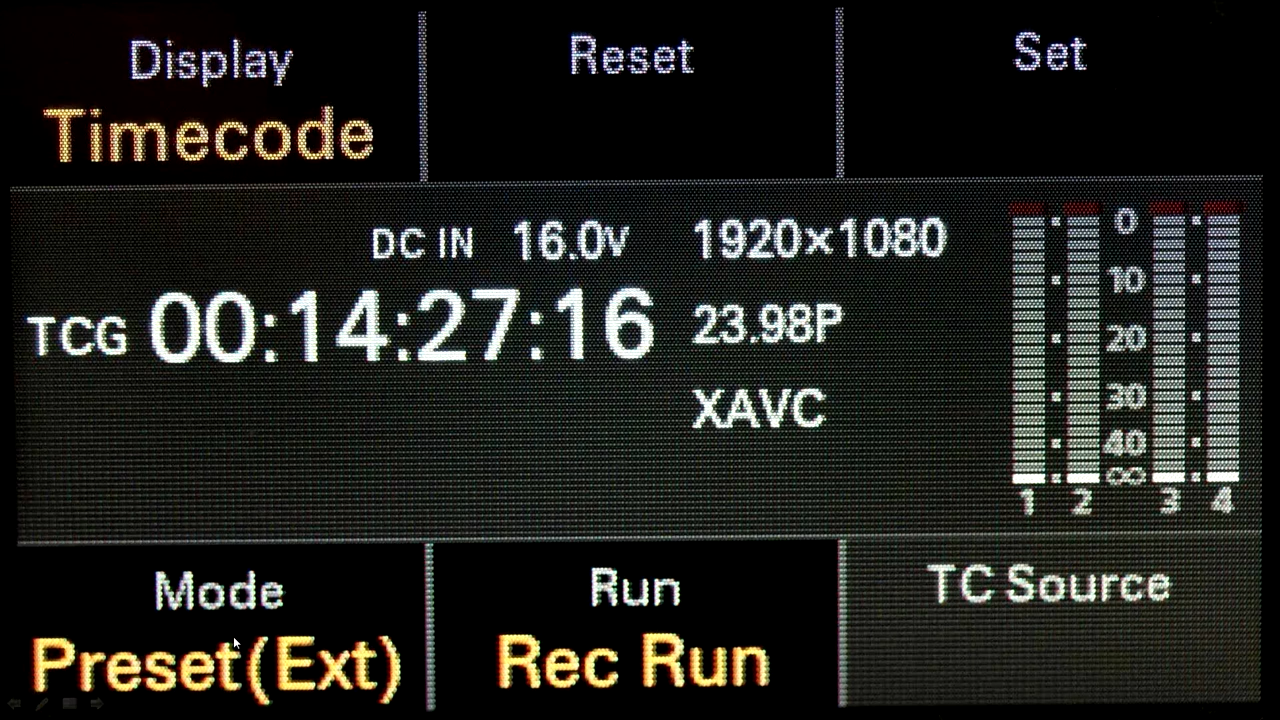 Display
Reset
Set
Timecode
DC IN 16.0V 1920×1080
TCG 00:14:27:16 23.98P
XAVC
0
10
20
30
40
∞
1 2 3 4
Mode
Run
TC Source
Preset(Ext)
Rec Run